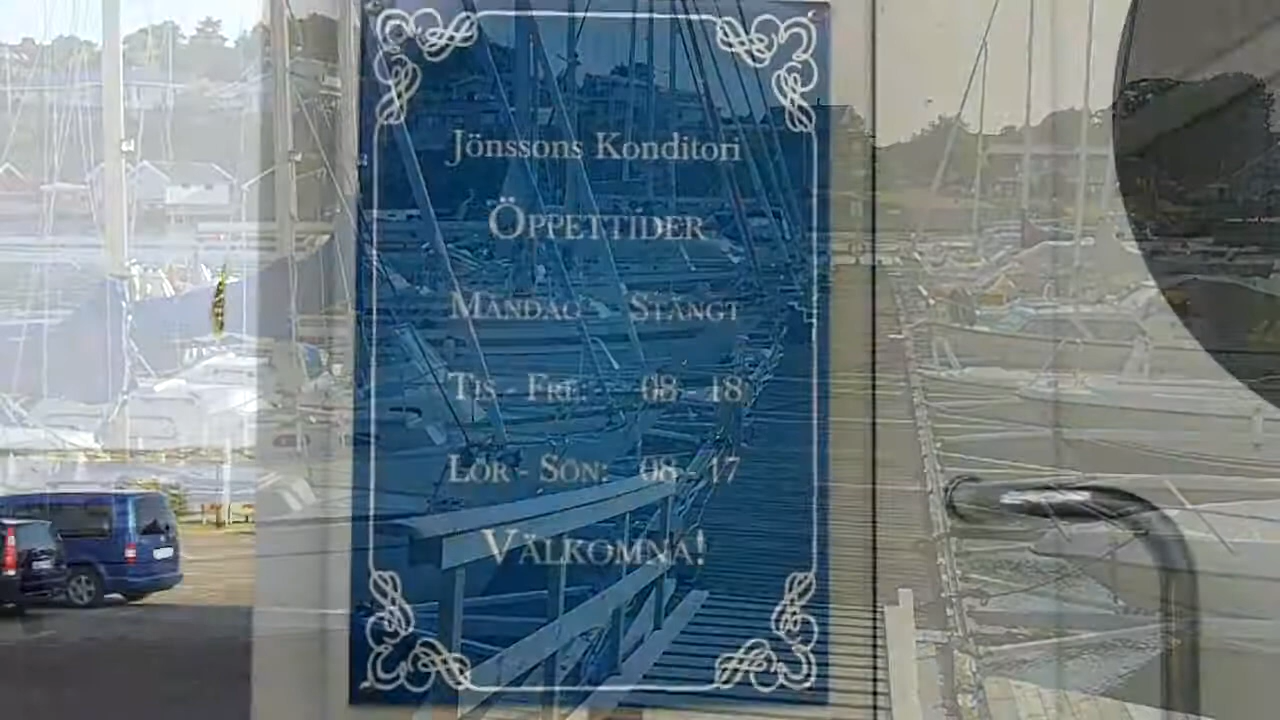 Jönssons Konditori
ÖPPETTIDER
MÅNDAG STÄNGT
TIS - FRE: 08 - 18
LÖR - SÖN: 08 - 17
VÄLKOMNA!